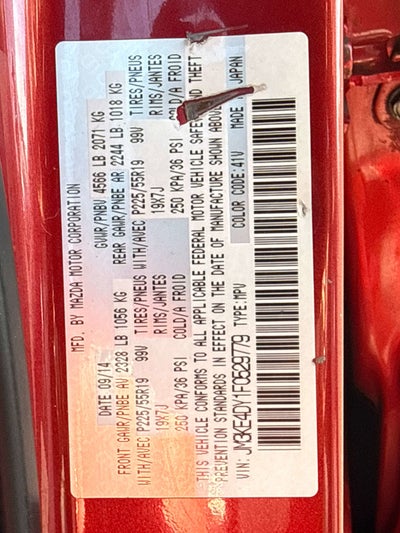 MFD. BY MAZDA MOTOR CORPORATION
DATE 09/14 GVWR/PNBV 4566 LB 2071 KG
FRONT GAWR/PNBE AV 2328 LB 1056 KG REAR GAWR/PNBE AR 2244 LB 1018 KG
WITH/AVEC P225/55R19 99V TIRES/PNEUS WITH/AVEC P225/55R19 99V TIRES/PNEUS
19X7J RIMS/JANTES 19X7J RIMS/JANTES
250 KPA/36 PSI COLD/A FROID 250 KPA/36 PSI COLD/A FROID
THIS VEHICLE CONFORMS TO ALL APPLICABLE FEDERAL MOTOR VEHICLE AND THEFT
PREVENTION STANDARDS IN EFFECT ON THE DATE OF MANUFACTURE SHOWN ABOVE.
VIN: JM3KE4DY1F0529779 TYPE:MPV COLOR CODE:41V MADE JAPAN